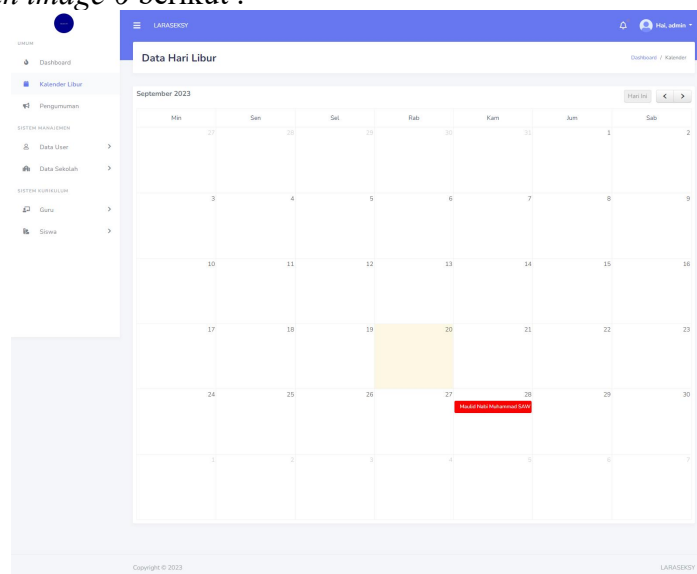 image 6 berikut :
LARASEKSY
Hai, admin
UMUM
Dashboard
Data Hari Libur
Dashboard / Kalender
Kalender Libur
Pengumuman
September 2023
Hari Ini
SISTEM MANAJEMEN
Data User
Data Sekolah
SISTEM KURIKULUM
Guru
Siswa
Min Sen Sel Rab Kam Jum Sab
27 28 29 30 31 1 2
3 4 5 6 7 8 9
10 11 12 13 14 15 16
17 18 19 20 21 22 23
24 25 26 27 28 29 30
Maulid Nabi Muhammad SAW
1 2 3 4 5 6 7
Copyright © 2023
LARASEKSY